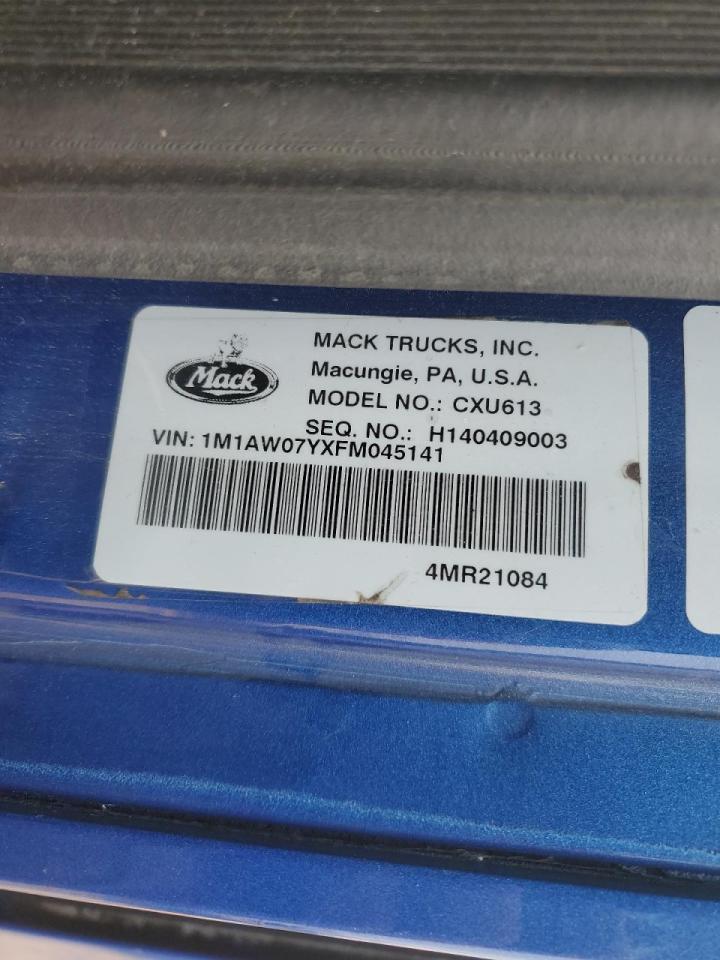 Mack
MACK TRUCKS, INC.
Macungie, PA, U.S.A.
MODEL NO.: CXU613
SEQ. NO.: H140409003
VIN: 1M1AW07YXFM045141
4MR21084